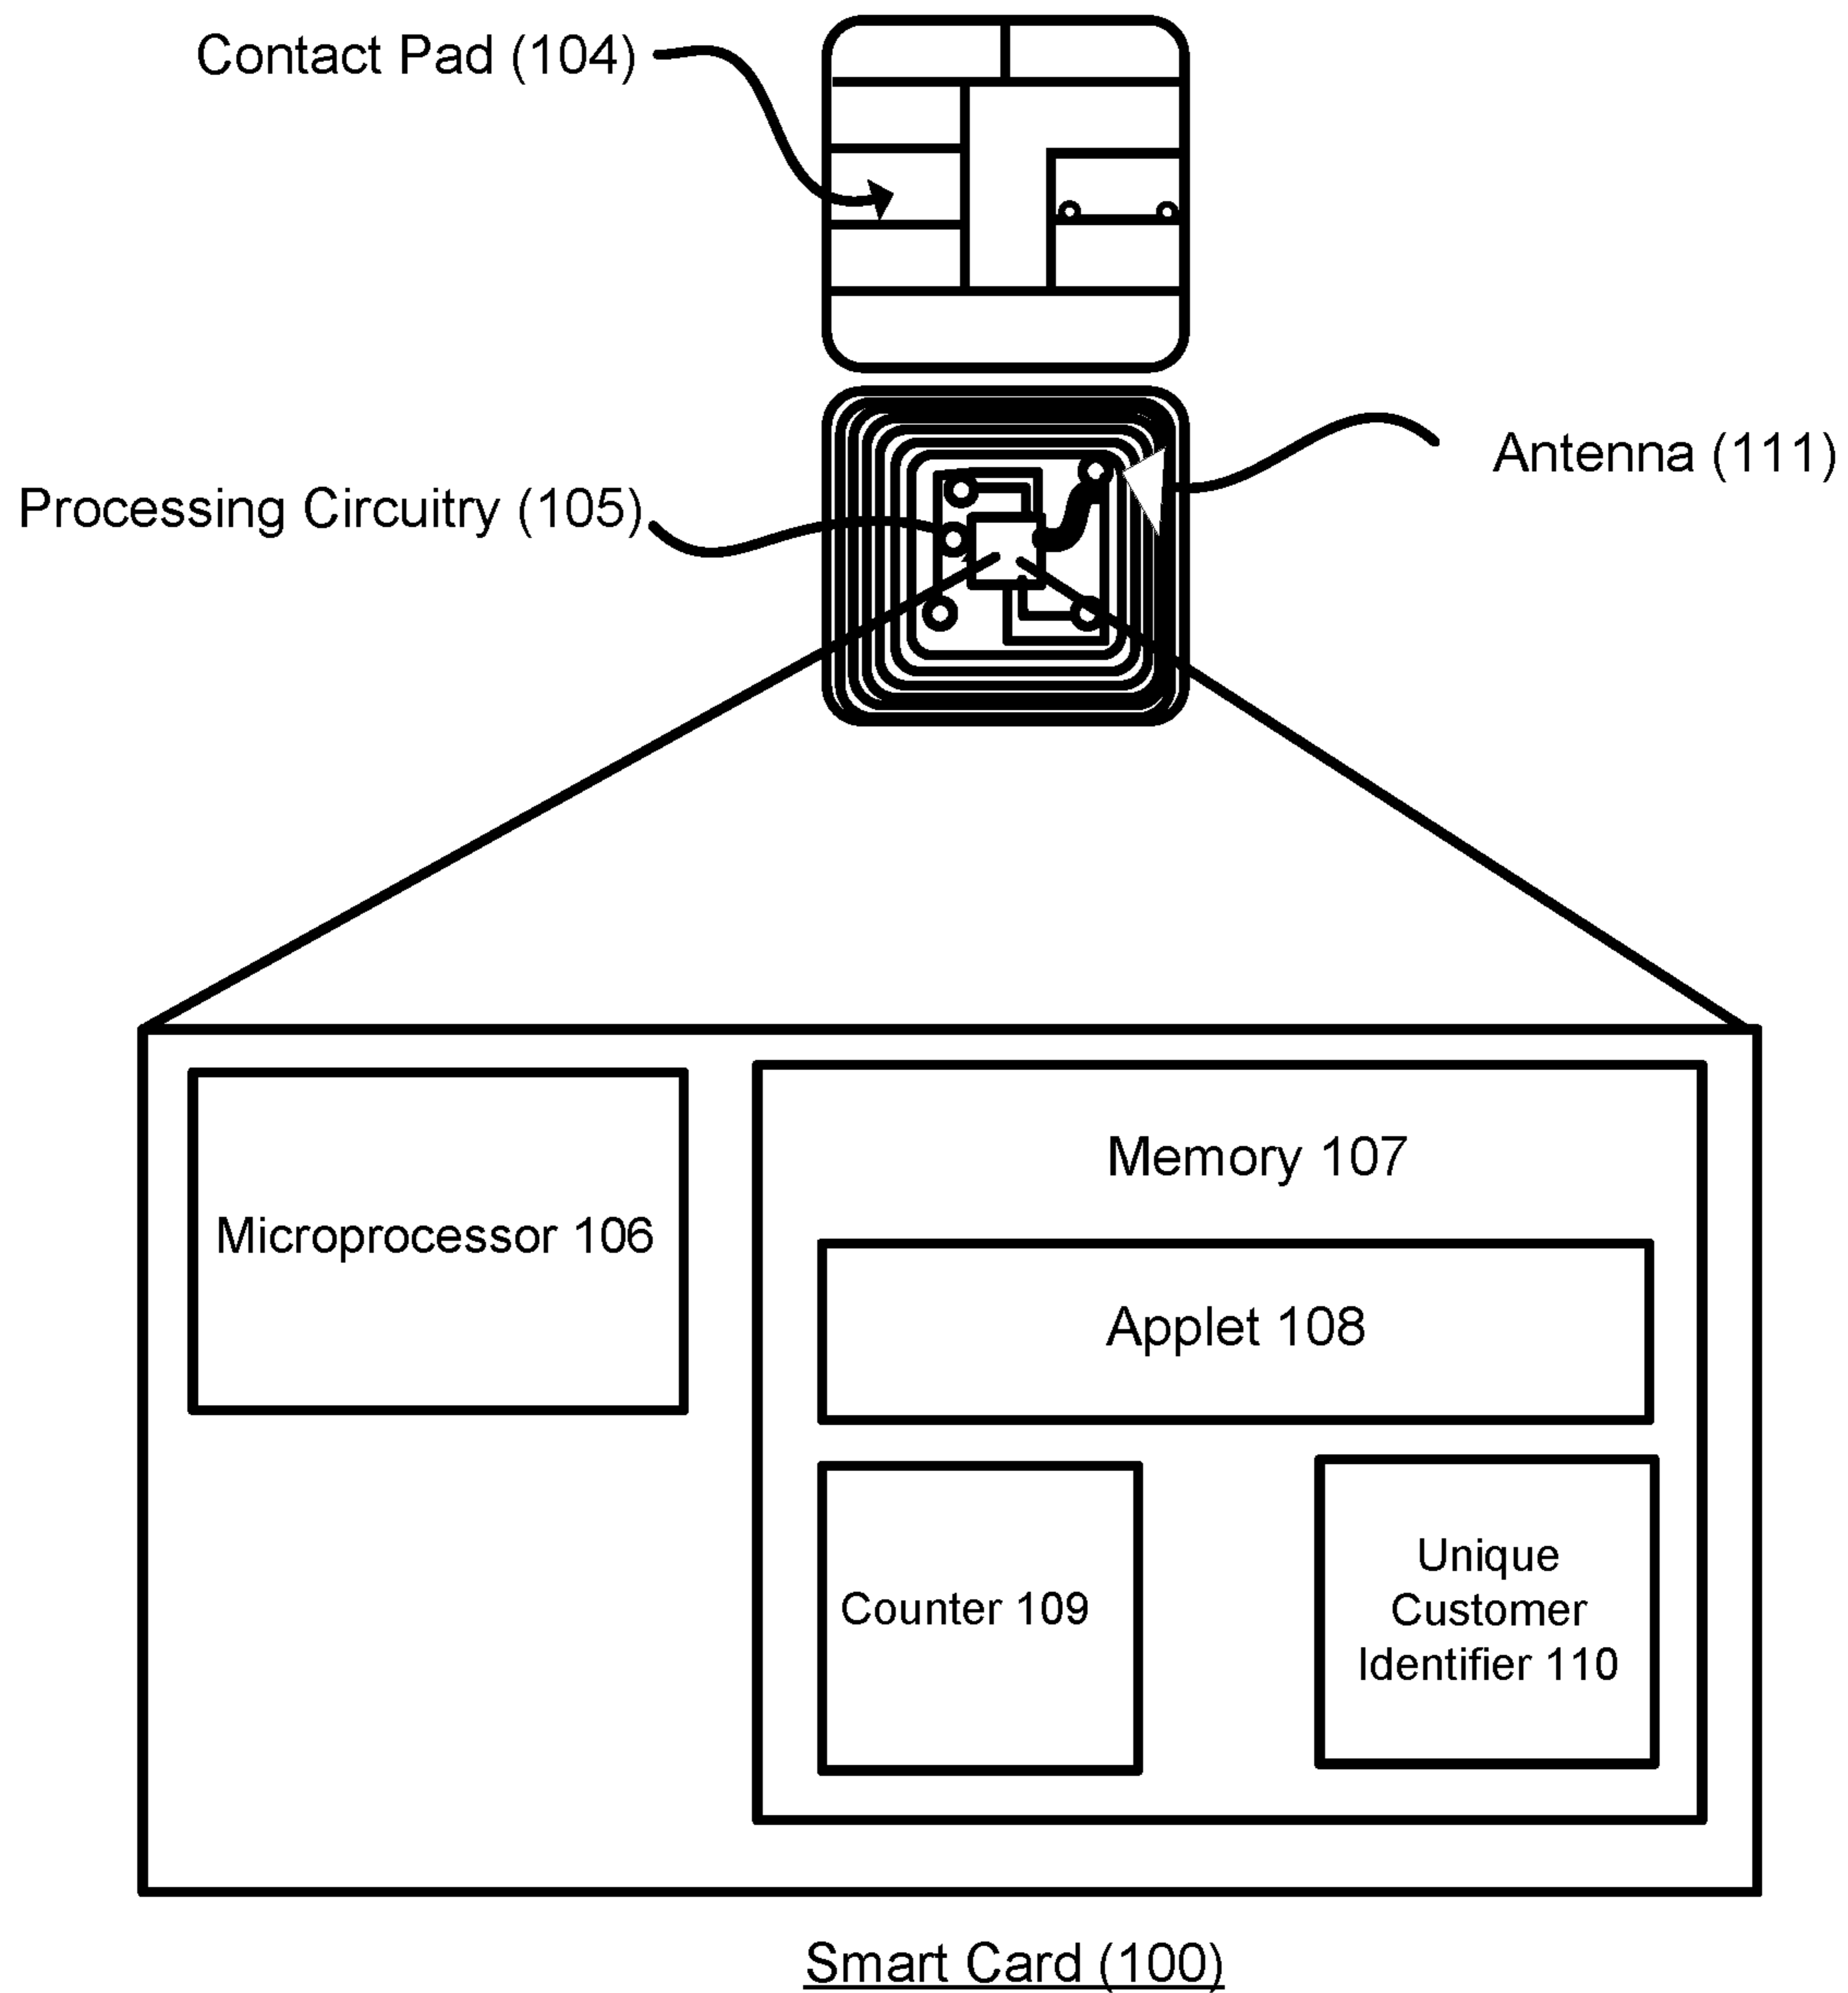 Contact Pad (104)
Antenna (111)
Processing Circuitry (105)
Memory 107
Microprocessor 106
Applet 108
Counter 109
Unique
Customer
Identifier 110
Smart Card (100)